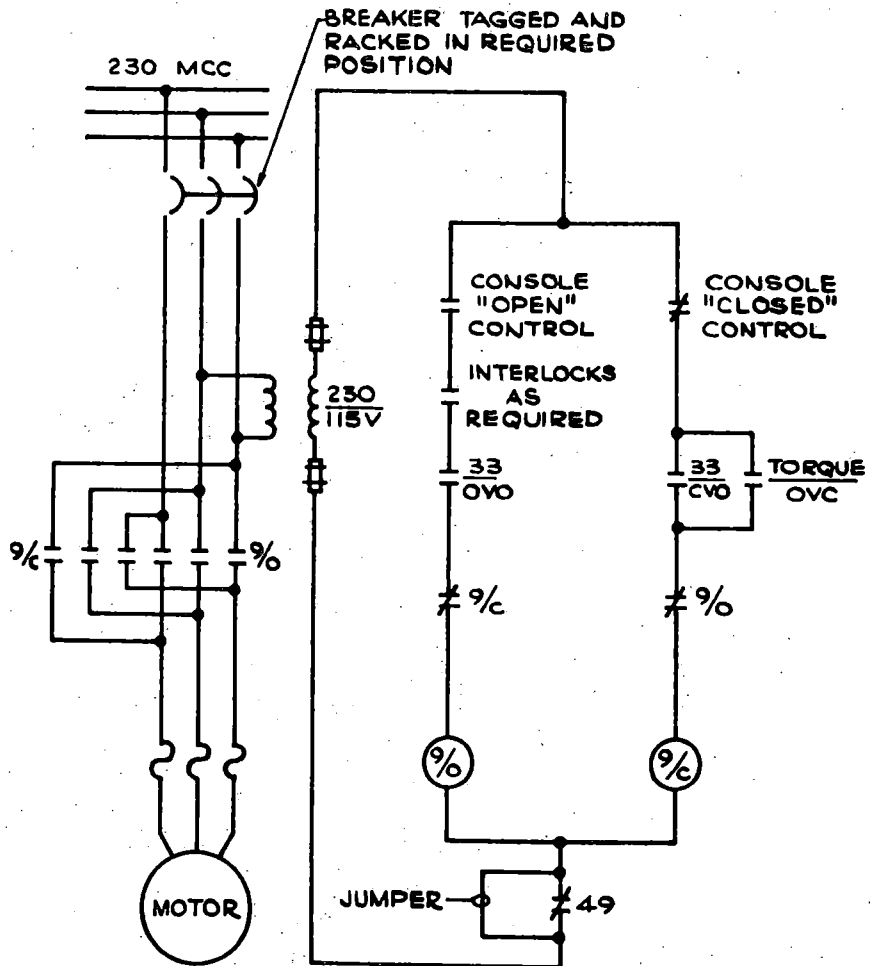 BREAKER TAGGED AND
RACKED IN REQUIRED
POSITION
230 MCC
CONSOLE
"OPEN"
CONTROL
CONSOLE
"CLOSED"
CONTROL
INTERLOCKS
AS
REQUIRED
230
115V
33
OVO
33
CVO
TORQUE
OVC
9/C
9/O
9/C
9/O
9/O
9/C
JUMPER
49
MOTOR